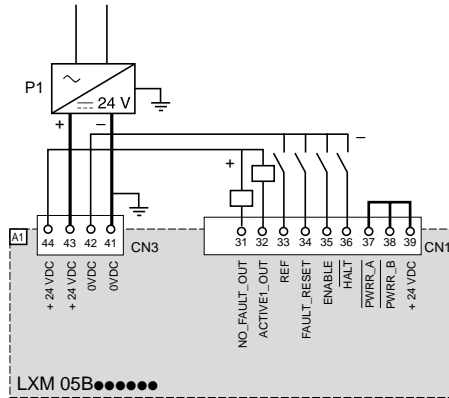 P1
24 V
+
–
–
+
A1
44
43
42
41
CN3
31
32
33
34
35
36
37
38
39
CN1
+ 24 VDC
+ 24 VDC
0VDC
0VDC
NO_FAULT_OUT
ACTIVE1_OUT
REF
FAULT_RESET
ENABLE
HALT
PWRR_A
PWRR_B
+ 24 VDC
LXM 05B●●●●●●